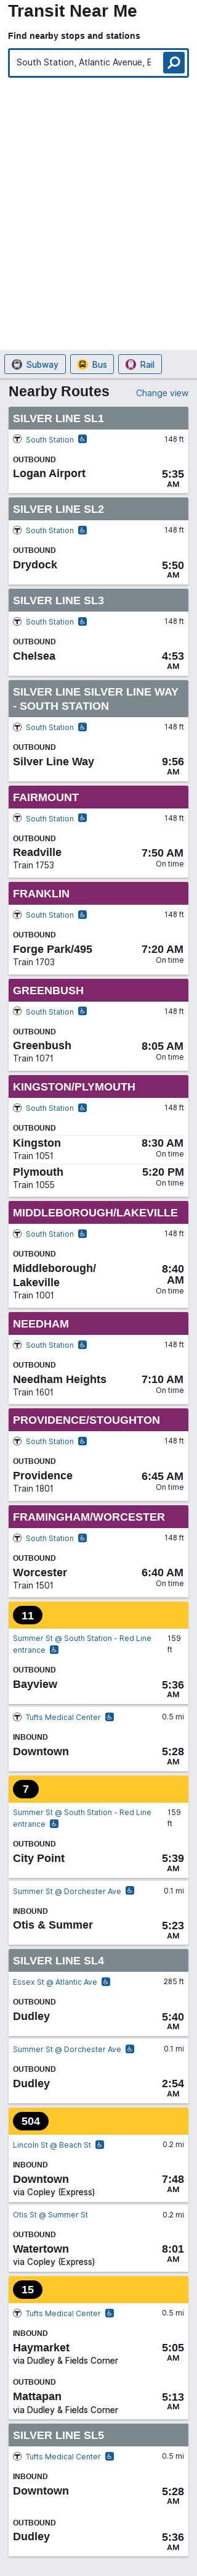 Transit Near Me
Find nearby stops and stations
South Station, Atlantic Avenue, B
Subway Bus Rail
Nearby Routes Change view
SILVER LINE SL1
South Station 148 ft
OUTBOUND
Logan Airport 5:35
AM
SILVER LINE SL2
South Station 148 ft
OUTBOUND
Drydock 5:50
AM
SILVER LINE SL3
South Station 148 ft
OUTBOUND
Chelsea 4:53
AM
SILVER LINE SILVER LINE WAY
- SOUTH STATION
South Station 148 ft
OUTBOUND
Silver Line Way 9:56
AM
FAIRMOUNT
South Station 148 ft
OUTBOUND
Readville 7:50 AM
Train 1753 On time
FRANKLIN
South Station 148 ft
OUTBOUND
Forge Park/495 7:20 AM
Train 1703 On time
GREENBUSH
South Station 148 ft
OUTBOUND
Greenbush 8:05 AM
Train 1071 On time
KINGSTON/PLYMOUTH
South Station 148 ft
OUTBOUND
Kingston 8:30 AM
Train 1051 On time
Plymouth 5:20 PM
Train 1055 On time
MIDDLEBOROUGH/LAKEVILLE
South Station 148 ft
OUTBOUND
Middleborough/ 8:40
Lakeville AM
Train 1001 On time
NEEDHAM
South Station 148 ft
OUTBOUND
Needham Heights 7:10 AM
Train 1601 On time
PROVIDENCE/STOUGHTON
South Station 148 ft
OUTBOUND
Providence 6:45 AM
Train 1801 On time
FRAMINGHAM/WORCESTER
South Station 148 ft
OUTBOUND
Worcester 6:40 AM
Train 1501 On time
11
Summer St @ South Station - Red Line 159
entrance ft
OUTBOUND
Bayview 5:36
AM
Tufts Medical Center 0.5 mi
INBOUND
Downtown 5:28
AM
7
Summer St @ South Station - Red Line 159
entrance ft
OUTBOUND
City Point 5:39
AM
Summer St @ Dorchester Ave 0.1 mi
INBOUND
Otis & Summer 5:23
AM
SILVER LINE SL4
Essex St @ Atlantic Ave 285 ft
OUTBOUND
Dudley 5:40
AM
Summer St @ Dorchester Ave 0.1 mi
OUTBOUND
Dudley 2:54
AM
504
Lincoln St @ Beach St 0.2 mi
INBOUND
Downtown 7:48
via Copley (Express) AM
Otis St @ Summer St 0.2 mi
OUTBOUND
Watertown 8:01
via Copley (Express) AM
15
Tufts Medical Center 0.5 mi
INBOUND
Haymarket 5:05
via Dudley & Fields Corner AM
OUTBOUND
Mattapan 5:13
via Dudley & Fields Corner AM
SILVER LINE SL5
Tufts Medical Center 0.5 mi
INBOUND
Downtown 5:28
AM
OUTBOUND
Dudley 5:36
AM